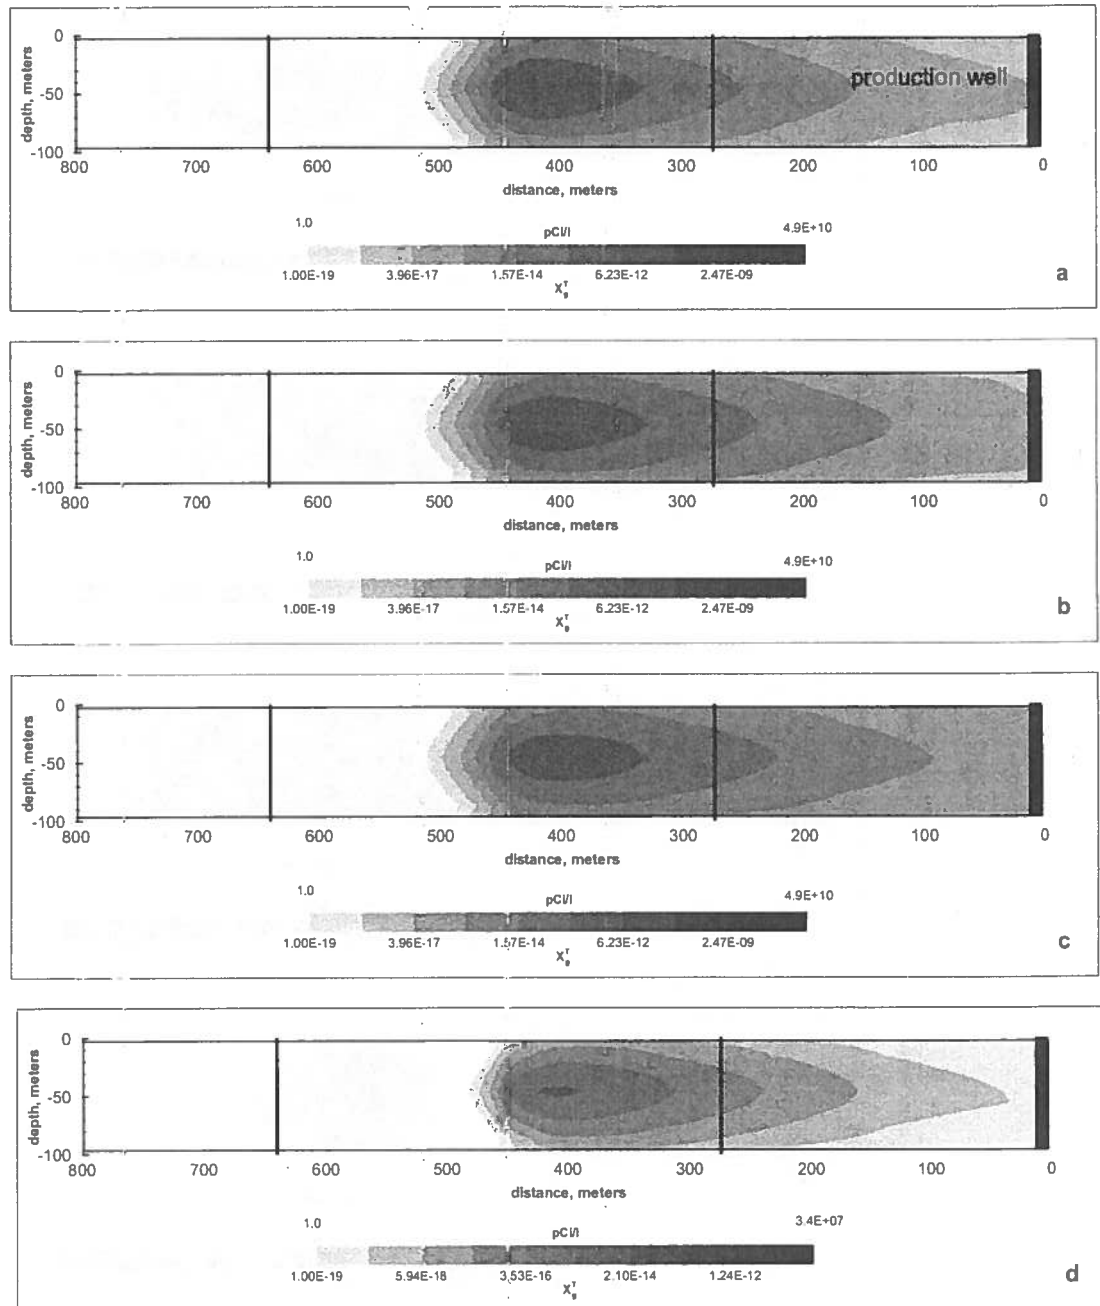 0
-50
-100
depth, meters
production well
800 700 600 500 400 300 200 100 0
distance, meters
1.0 pCi/l 4.9E+10
1.00E-19 3.96E-17 1.57E-14 6.23E-12 2.47E-09
X_g^T
a
0
-50
-100
depth, meters
800 700 600 500 400 300 200 100 0
distance, meters
1.0 pCi/l 4.9E+10
1.00E-19 3.96E-17 1.57E-14 6.23E-12 2.47E-09
X_g^T
b
0
-50
-100
depth, meters
800 700 600 500 400 300 200 100 0
distance, meters
1.0 pCi/l 4.9E+10
1.00E-19 3.96E-17 1.57E-14 6.23E-12 2.47E-09
X_g^T
c
0
-50
-100
depth, meters
800 700 600 500 400 300 200 100 0
distance, meters
1.0 pCi/l 3.4E+07
1.00E-19 5.94E-18 3.53E-16 2.10E-14 1.24E-12
X_g^T
d